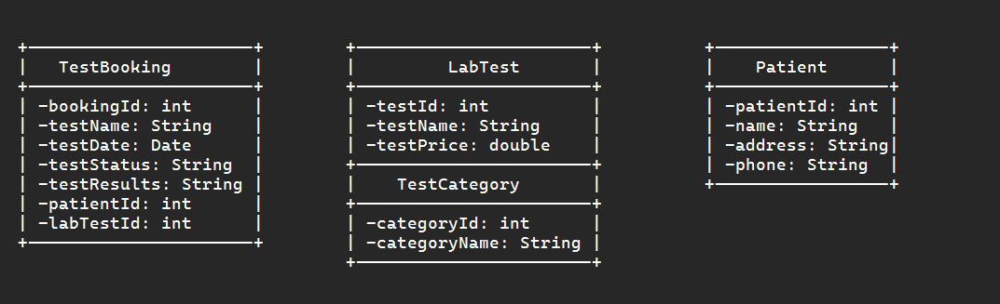 TestBooking
-bookingId: int
-testName: String
-testDate: Date
-testStatus: String
-testResults: String
-patientId: int
-labTestId: int
LabTest
-testId: int
-testName: String
-testPrice: double
TestCategory
-categoryId: int
-categoryName: String
Patient
-patientId: int
-name: String
-address: String
-phone: String